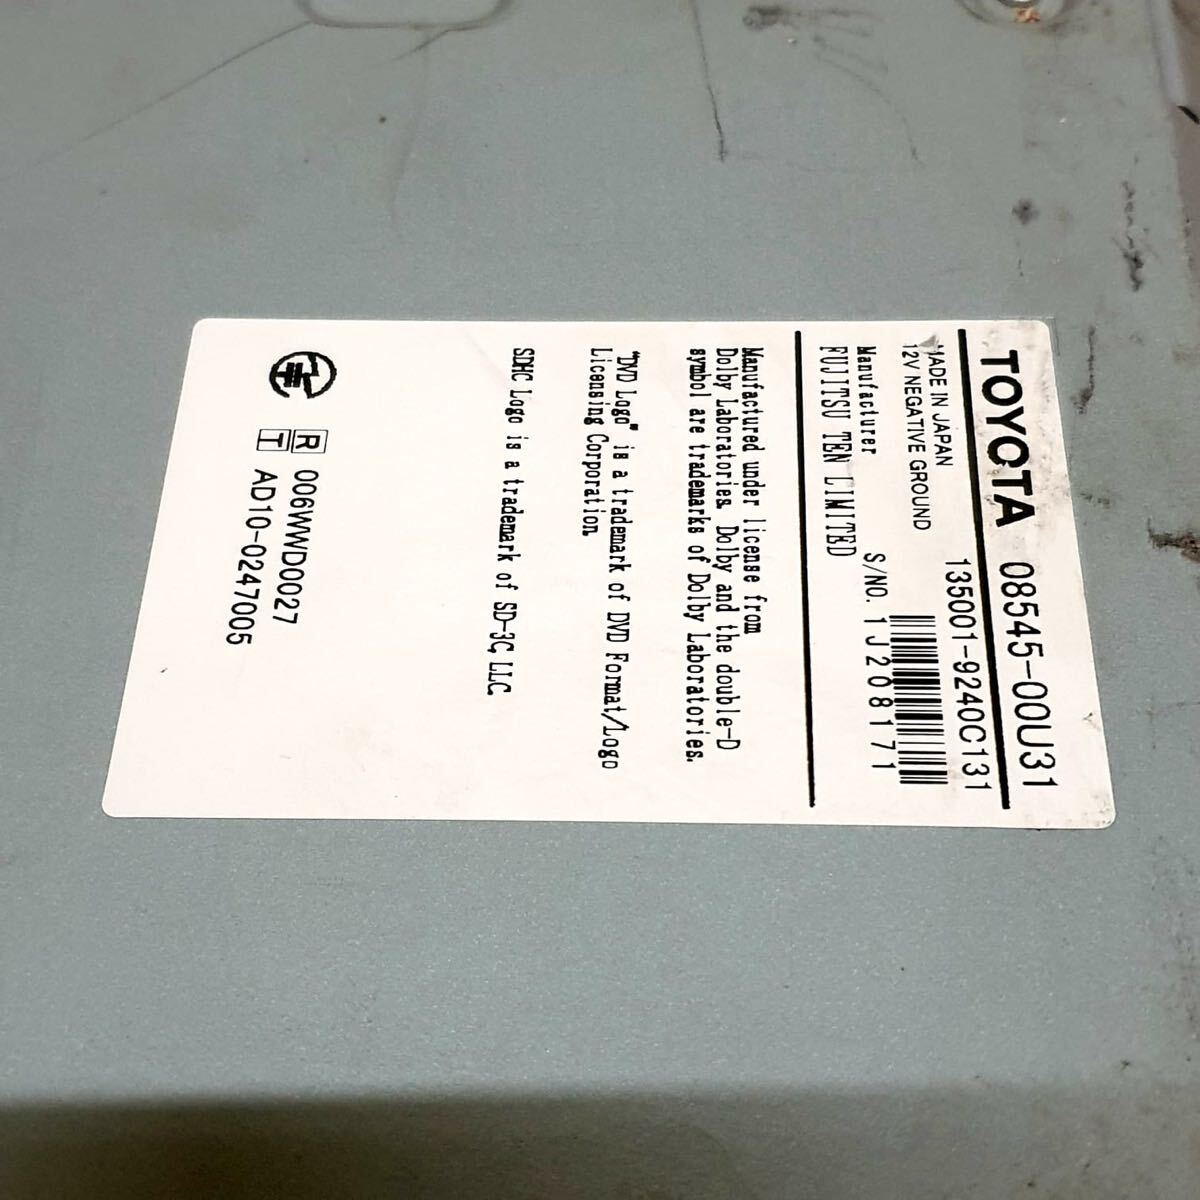 TOYOTA 08545-00U31
MADE IN JAPAN 135001-9240C131
12V NEGATIVE GROUND
Manufacturer S/NO. 1J208171
FUJITSU TEN LIMITED
Manufactured under license from
Dolby Laboratories. Dolby and the double-D
symbol are trademarks of Dolby Laboratories.
"DVD Logo" is a trademark of DVD Format/Logo
Licensing Corporation.
SDHC Logo is a trademark of SD-3C, LLC.
R 006WWD0027
T AD10-0247005